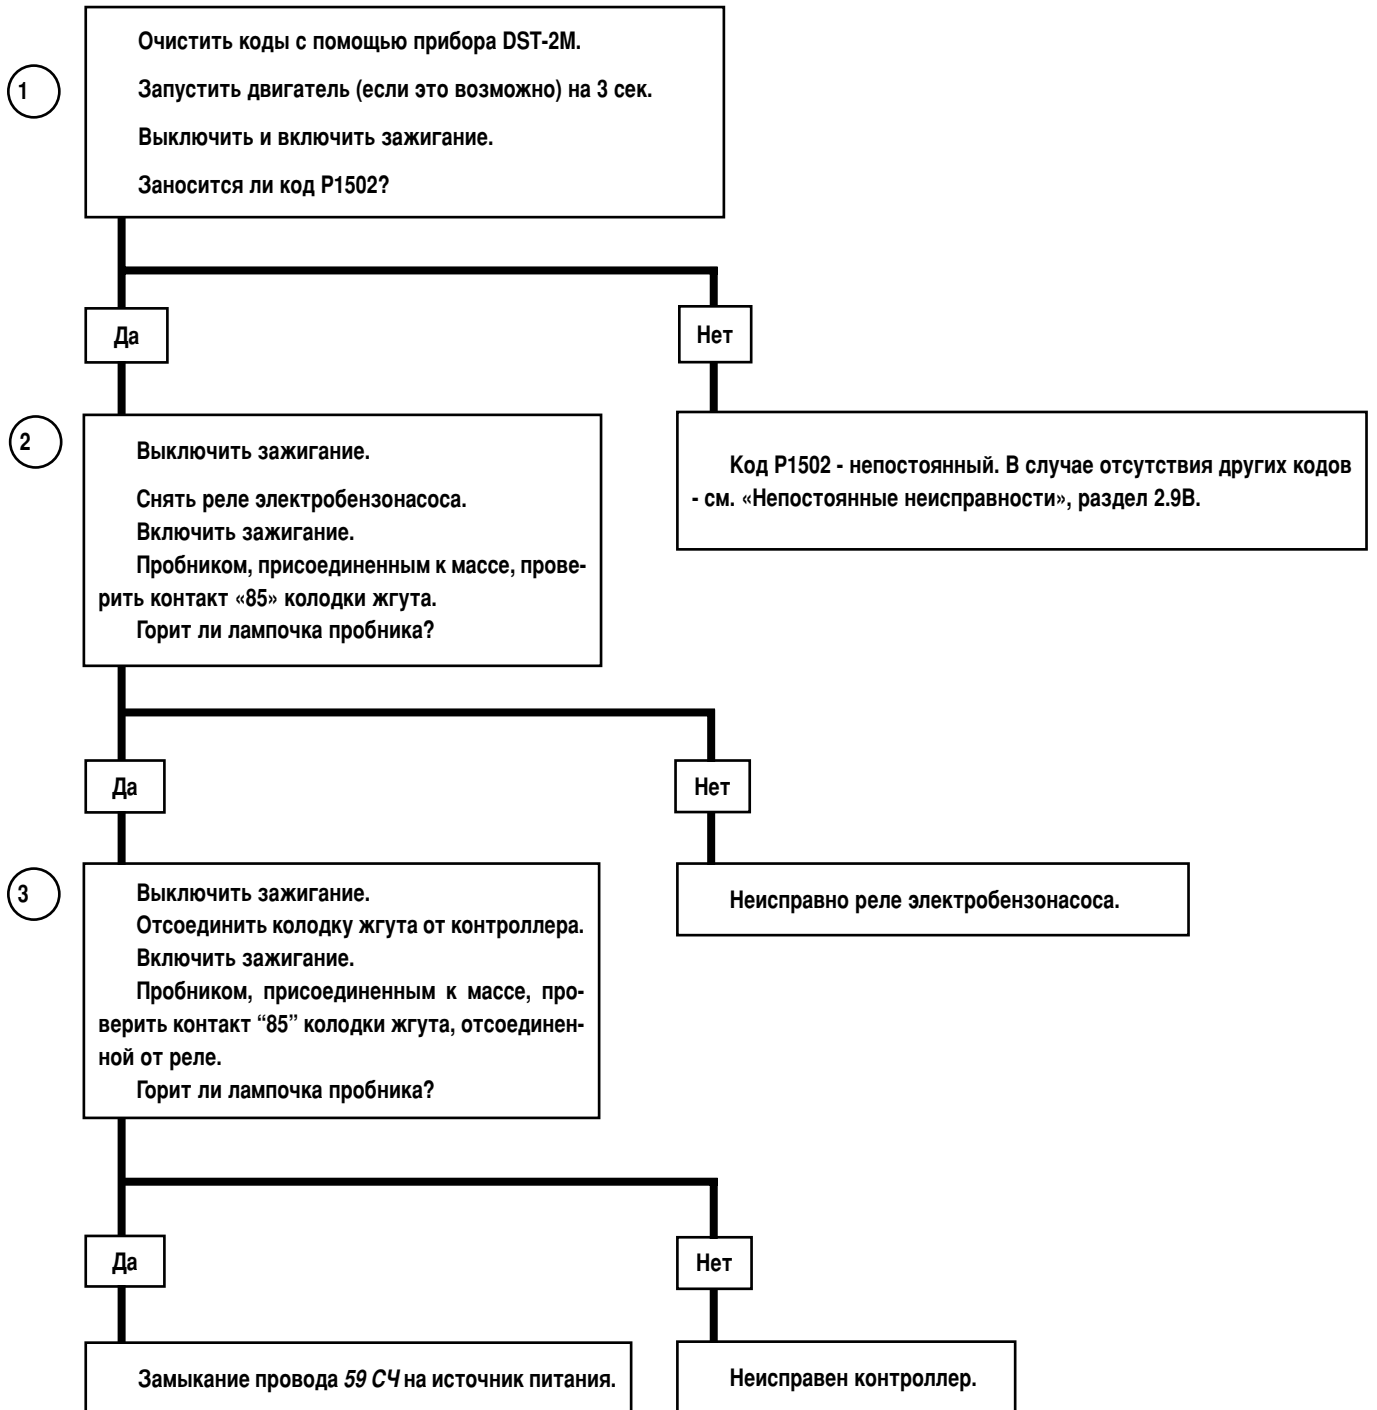 Очистить коды с помощью прибора DST-2M.
1
Запустить двигатель (если это возможно) на 3 сек.
Выключить и включить зажигание.
Заносится ли код Р1502?
Да
Нет
2
Выключить зажигание.
Снять реле электробензонасоса.
Включить зажигание.
Пробником, присоединенным к массе, прове-
рить контакт «85» колодки жгута.
Горит ли лампочка пробника?
Код Р1502 - непостоянный. В случае отсутствия других кодов
- см. «Непостоянные неисправности», раздел 2.9В.
Да
Нет
3
Выключить зажигание.
Отсоединить колодку жгута от контроллера.
Включить зажигание.
Пробником, присоединенным к массе, про-
верить контакт “85” колодки жгута, отсоединен-
ной от реле.
Горит ли лампочка пробника?
Неисправно реле электробензонасоса.
Да
Нет
Замыкание провода 59 СЧ на источник питания.
Неисправен контроллер.